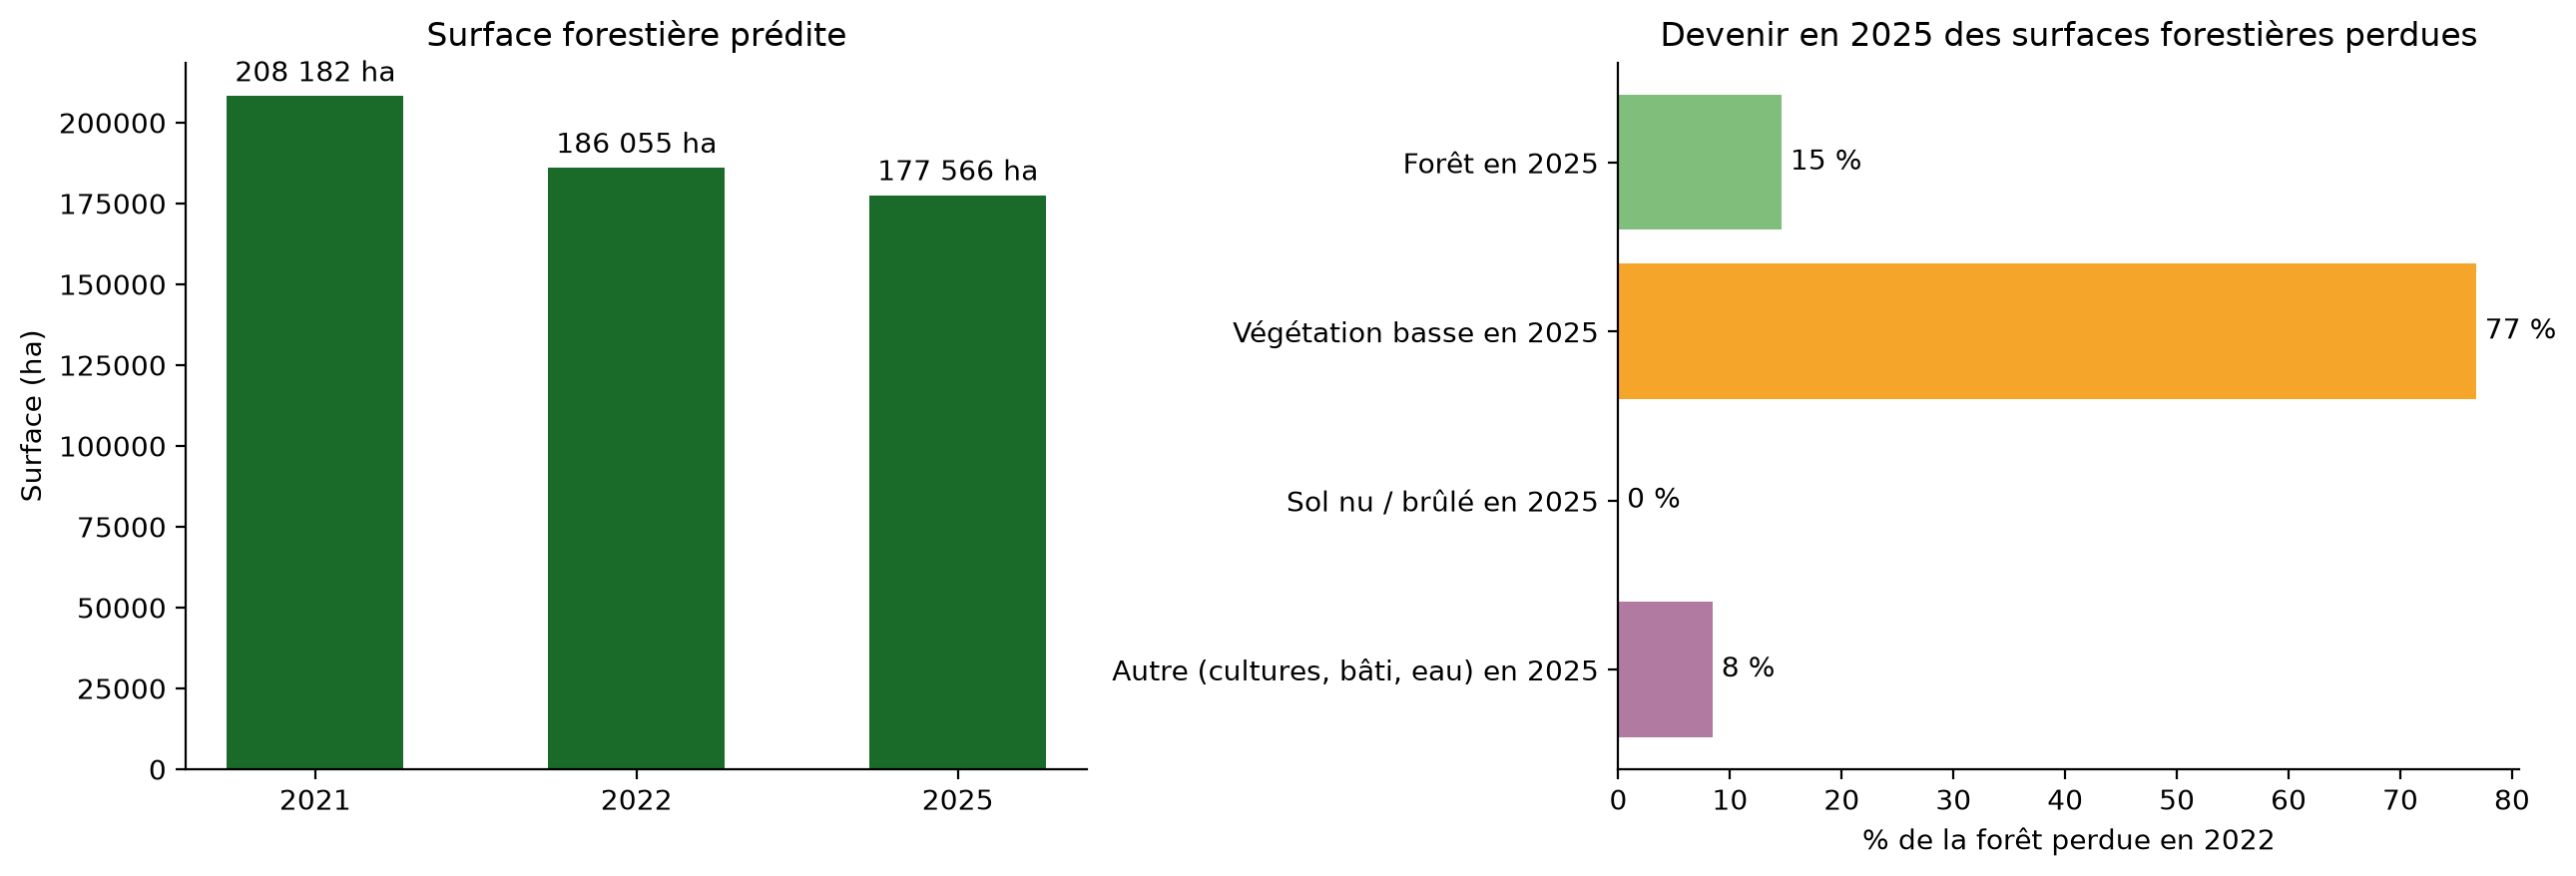 Surface forestière prédite
Surface (ha)
200000
175000
150000
125000
100000
75000
50000
25000
0
208 182 ha
186 055 ha
177 566 ha
2021
2022
2025
Devenir en 2025 des surfaces forestières perdues
Forêt en 2025
15 %
Végétation basse en 2025
77 %
Sol nu / brûlé en 2025
0 %
Autre (cultures, bâti, eau) en 2025
8 %
0
10
20
30
40
50
60
70
80
% de la forêt perdue en 2022